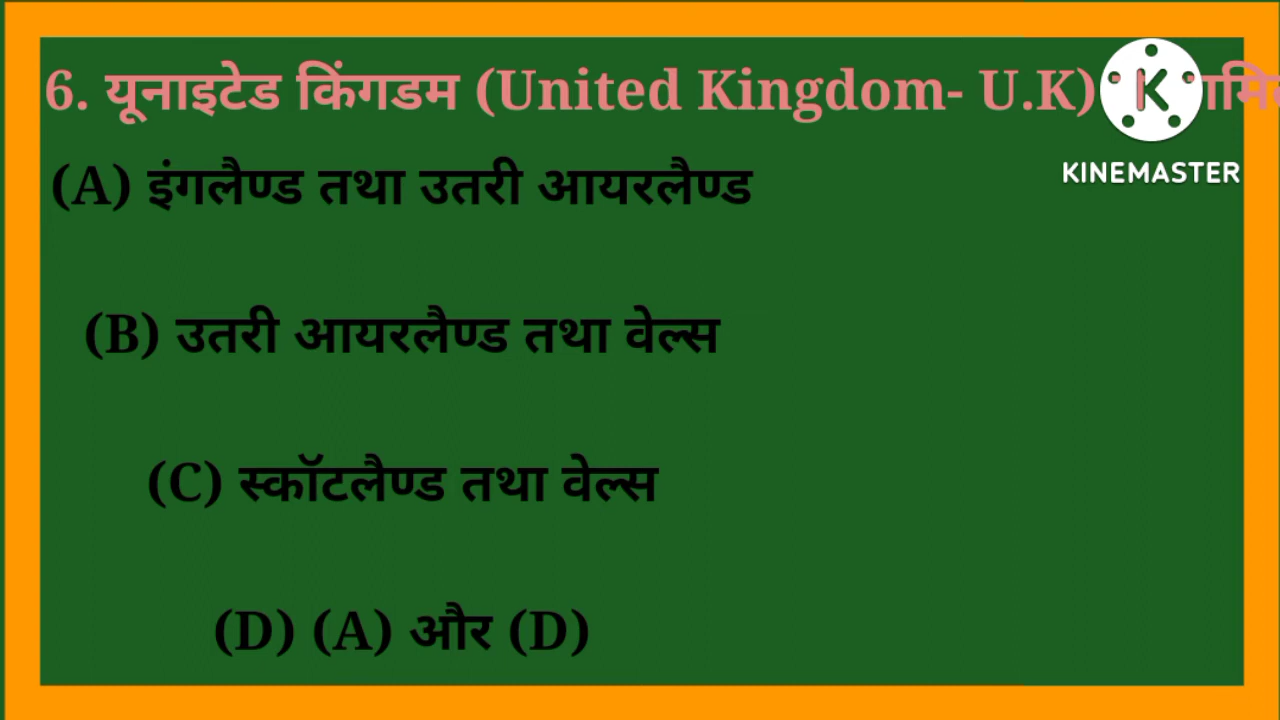 6. यूनाइटेड किंगडम (United Kingdom- U.K)
KINEMASTER
(A) इंगलैण्ड तथा उतरी आयरलैण्ड
(B) उतरी आयरलैण्ड तथा वेल्स
(C) स्कॉटलैण्ड तथा वेल्स
(D) (A) और (D)